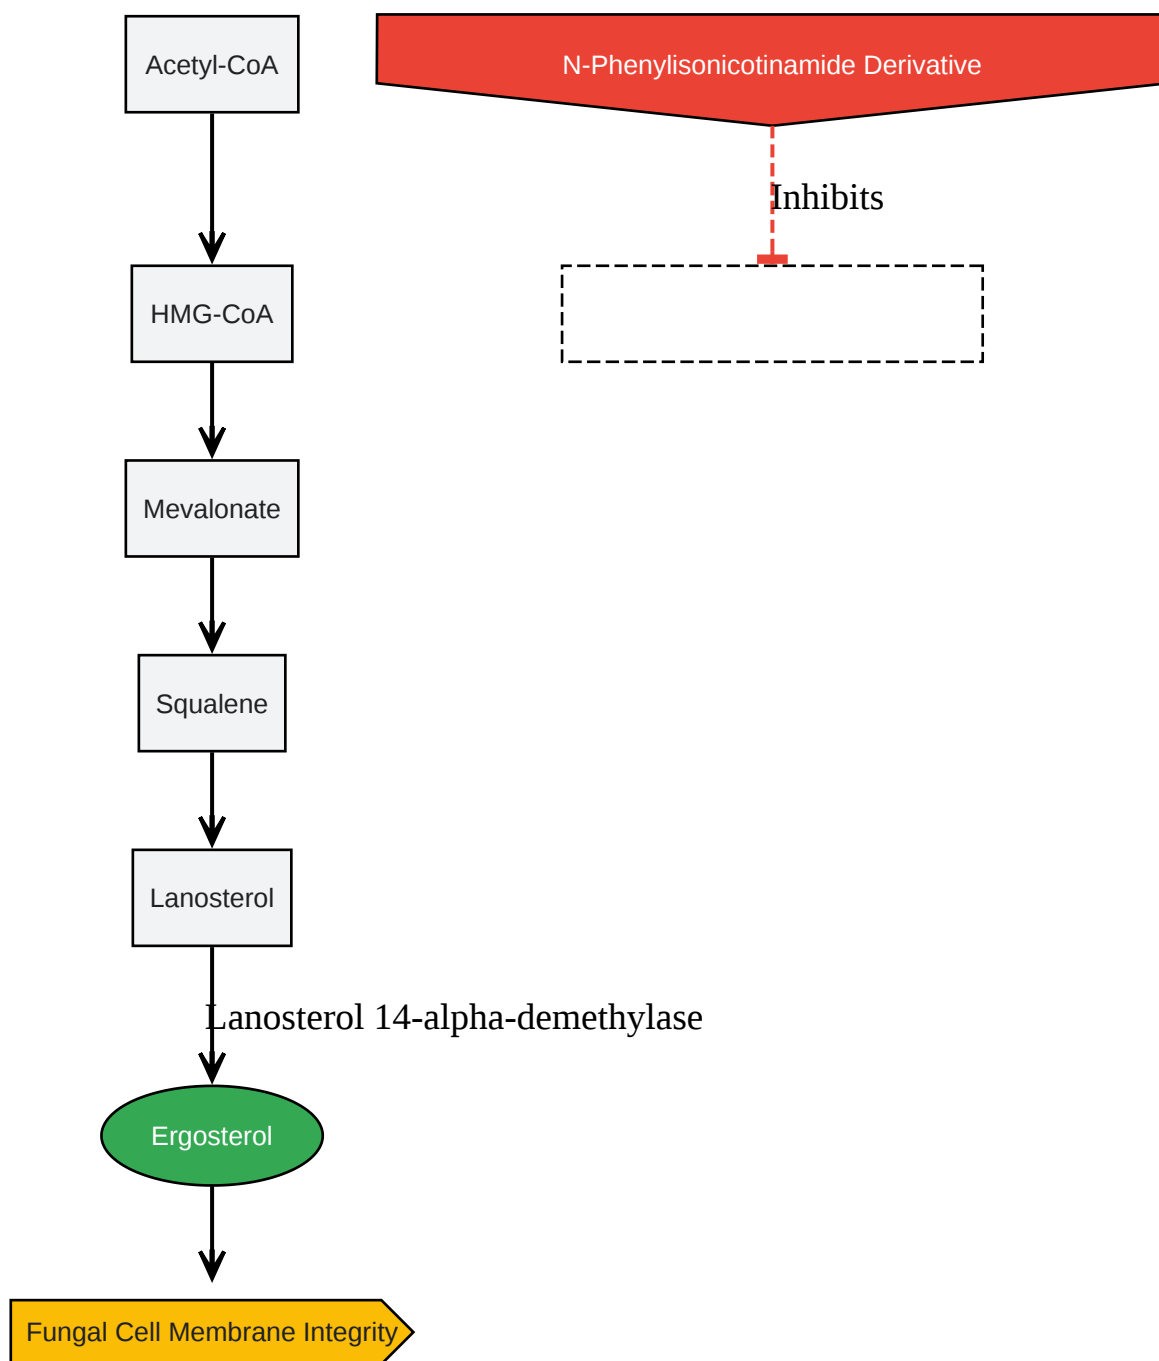 Acetyl-CoA
N-Phenylisonicotinamide Derivative
Inhibits
HMG-CoA
Mevalonate
Squalene
Lanosterol
Lanosterol 14-alpha-demethylase
Ergosterol
Fungal Cell Membrane Integrity